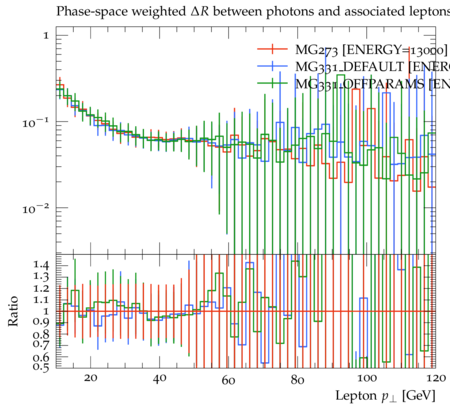 Phase-space weighted ΔR between photons and associated leptons
1
MG273 [ENERGY=13000]
MG331_DEFAULT [ENER
MG331_OFFPARAMS [EN
10⁻¹
10⁻²
Ratio
1.4
1.3
1.2
1.1
1
0.9
0.8
0.7
0.6
0.5
20 40 60 80 100 120
Lepton p⊥ [GeV]